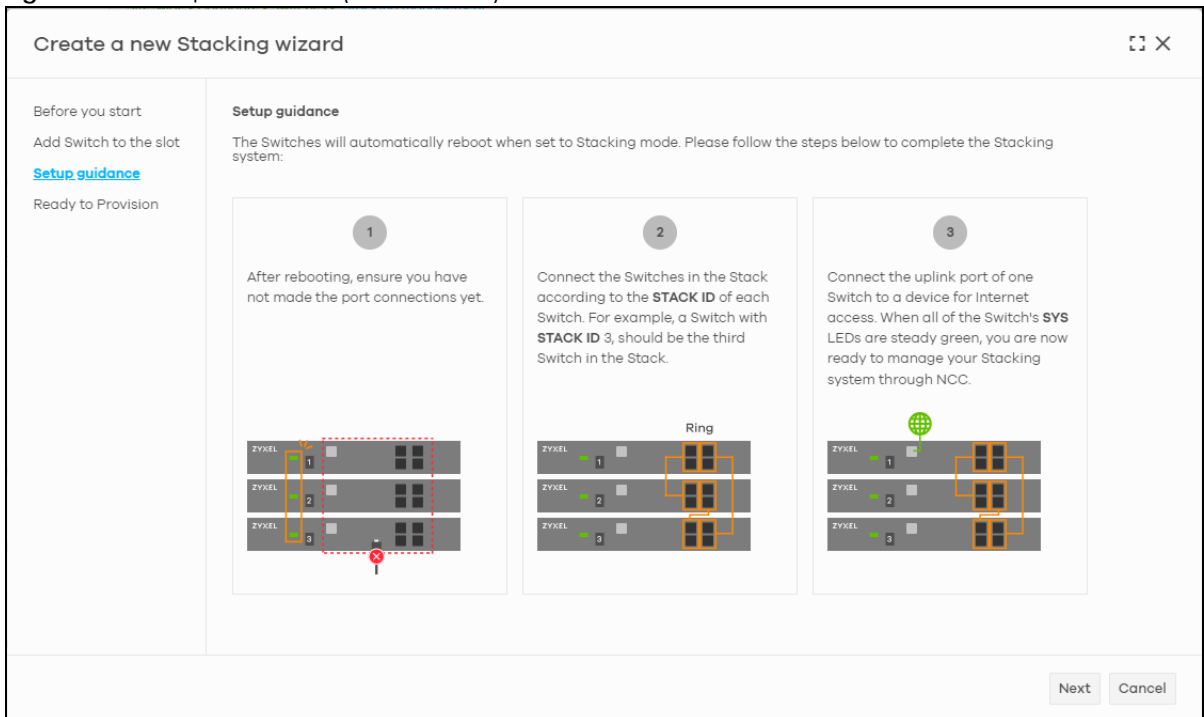 Create a new Stacking wizard
Before you start
Add Switch to the slot
Setup guidance
Ready to Provision
Setup guidance
The Switches will automatically reboot when set to Stacking mode. Please follow the steps below to complete the Stacking
system:
1
After rebooting, ensure you have
not made the port connections yet.
ZYXEL
1
ZYXEL
2
ZYXEL
3
2
Connect the Switches in the Stack
according to the STACK ID of each
Switch. For example, a Switch with
STACK ID 3, should be the third
Switch in the Stack.
Ring
ZYXEL
1
ZYXEL
2
ZYXEL
3
3
Connect the uplink port of one
Switch to a device for Internet
access. When all of the Switch's SYS
LEDs are steady green, you are now
ready to manage your Stacking
system through NCC.
ZYXEL
1
ZYXEL
2
ZYXEL
3
Next Cancel